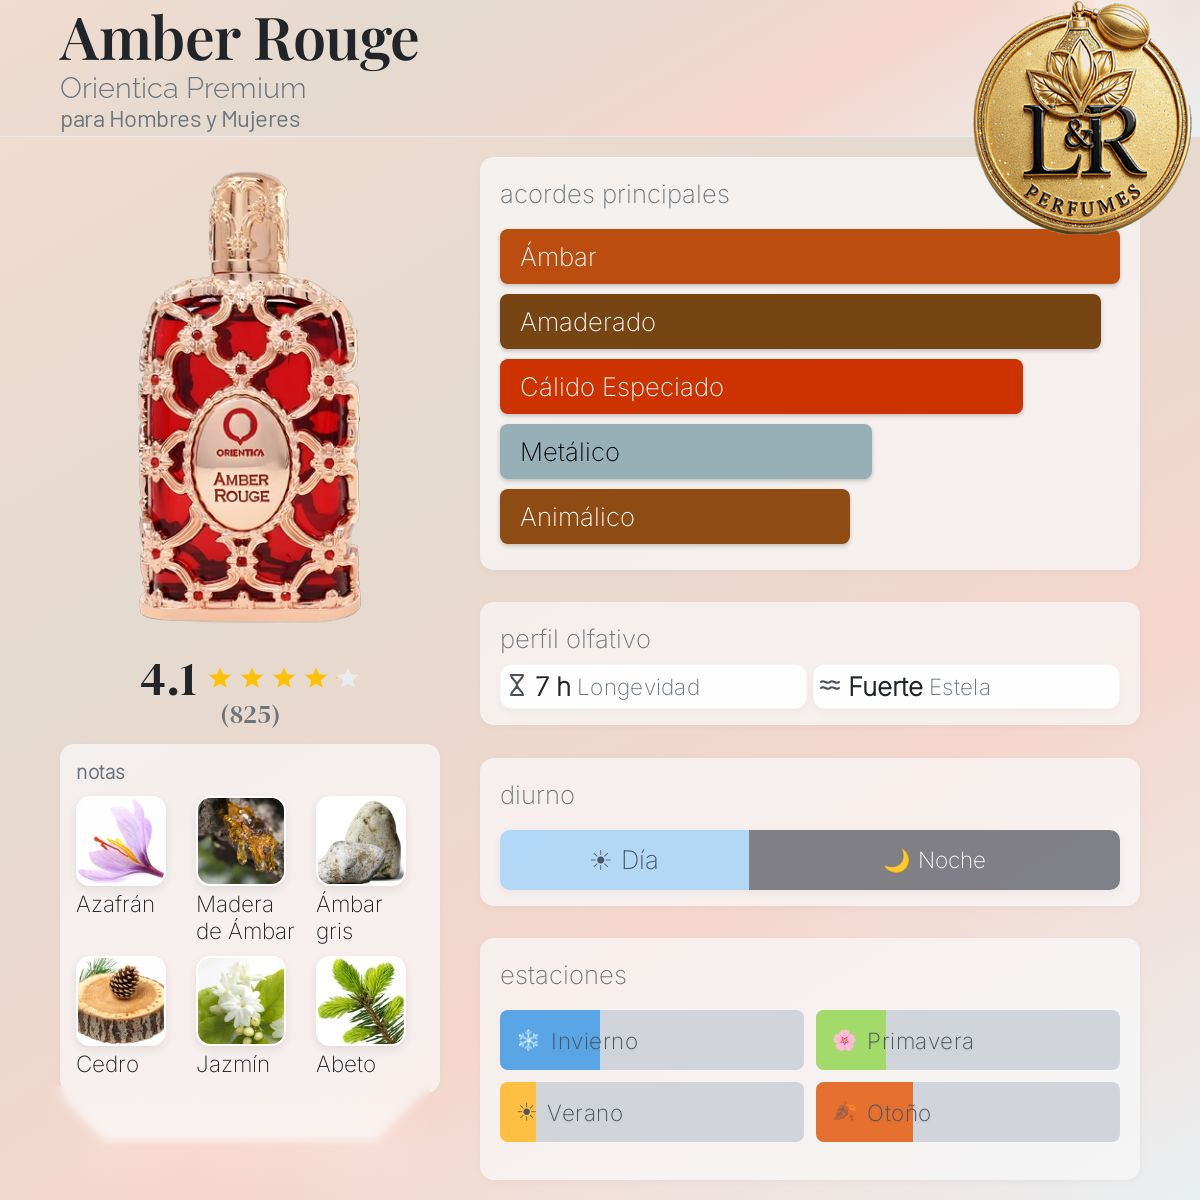 Amber Rouge
Orientica Premium
para Hombres y Mujeres
L&R
PERFUMES
ORIENTICA
AMBER
ROUGE
4.1
(825)
notas
Azafrán
Madera
de Ámbar
Ámbar
gris
Cedro
Jazmín
Abeto
acordes principales
Ámbar
Amaderado
Cálido Especiado
Metálico
Animálico
perfil olfativo
7 h Longevidad
Fuerte Estela
diurno
Día
Noche
estaciones
Invierno
Primavera
Verano
Otoño